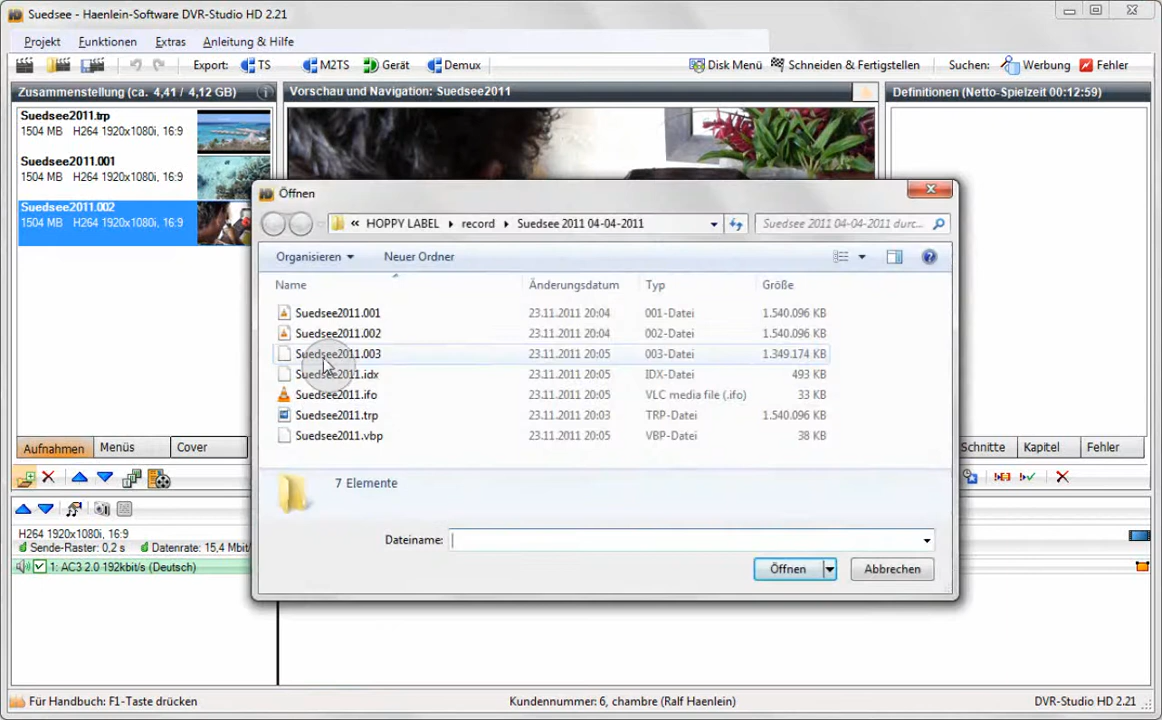 Suedsee - Haenlein-Software DVR-Studio HD 2.21
Projekt Funktionen Extras Anleitung & Hilfe
Export: TS M2TS Gerät Demux Disk Menü Schneiden & Fertigstellen Suchen: Werbung Fehler
Zusammenstellung (ca. 4,41 / 4,12 GB) Vorschau und Navigation: Suedsee2011 Definitionen (Netto-Spielzeit 00:12:59)
Suedsee2011.trp
1504 MB H264 1920x1080i, 16:9
Suedsee2011.001
1504 MB H264 1920x1080i, 16:9
Suedsee2011.002
1504 MB H264 1920x1080i, 16:9
Öffnen
« HOPPY LABEL record Suedsee 2011 04-04-2011 Suedsee 2011 04-04-2011 durc...
Organisieren Neuer Ordner
Name Änderungsdatum Typ Größe
Suedsee2011.001 23.11.2011 20:04 001-Datei 1.540.096 KB
Suedsee2011.002 23.11.2011 20:04 002-Datei 1.540.096 KB
Suedsee2011.003 23.11.2011 20:05 003-Datei 1.349.174 KB
Suedsee2011.idx 23.11.2011 20:05 IDX-Datei 493 KB
Suedsee2011.ifo 23.11.2011 20:05 VLC media file (.ifo) 33 KB
Suedsee2011.trp 23.11.2011 20:03 TRP-Datei 1.540.096 KB
Suedsee2011.vbp 23.11.2011 20:05 VBP-Datei 38 KB
7 Elemente
Dateiname:
Öffnen Abbrechen
Aufnahmen Menüs Cover Schnitte Kapitel Fehler
H264 1920x1080i, 16:9
Sende-Raster: 0,2 s Datenrate: 15,4 Mbit/
1: AC3 2.0 192kbit/s (Deutsch)
Für Handbuch: F1-Taste drücken Kundennummer: 6, chambre (Ralf Haenlein) DVR-Studio HD 2.21